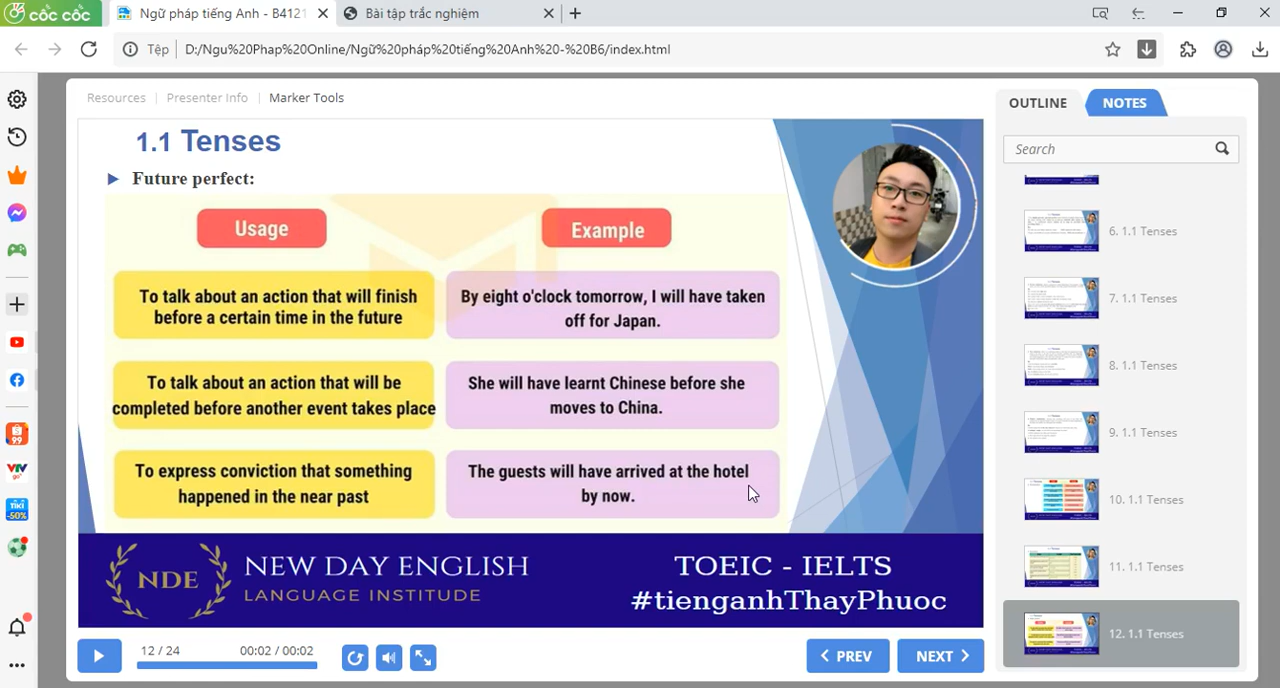 cốc cốc
Ngữ pháp tiếng Anh - B4121
Bài tập trắc nghiệm
Tệp
D:/Ngu%20Phap%20Online/Ngữ%20pháp%20tiếng%20Anh%20-%20B6/index.html
Resources | Presenter Info | Marker Tools
OUTLINE
NOTES
Search
1.1 Tenses
Future perfect:
Usage
Example
To talk about an action that will finish
before a certain time in the future
By eight o'clock tomorrow, I will have taken
off for Japan.
To talk about an action that will be
completed before another event takes place
She will have learnt Chinese before she
moves to China.
To express conviction that something
happened in the near past
The guests will have arrived at the hotel
by now.
NDE
NEW DAY ENGLISH
LANGUAGE INSTITUDE
TOEIC - IELTS
#tienganhThayPhuoc
6. 1.1 Tenses
7. 1.1 Tenses
8. 1.1 Tenses
9. 1.1 Tenses
10. 1.1 Tenses
11. 1.1 Tenses
12. 1.1 Tenses
12 / 24
00:02 / 00:02
PREV
NEXT
VTV
go
TIKI
-50%